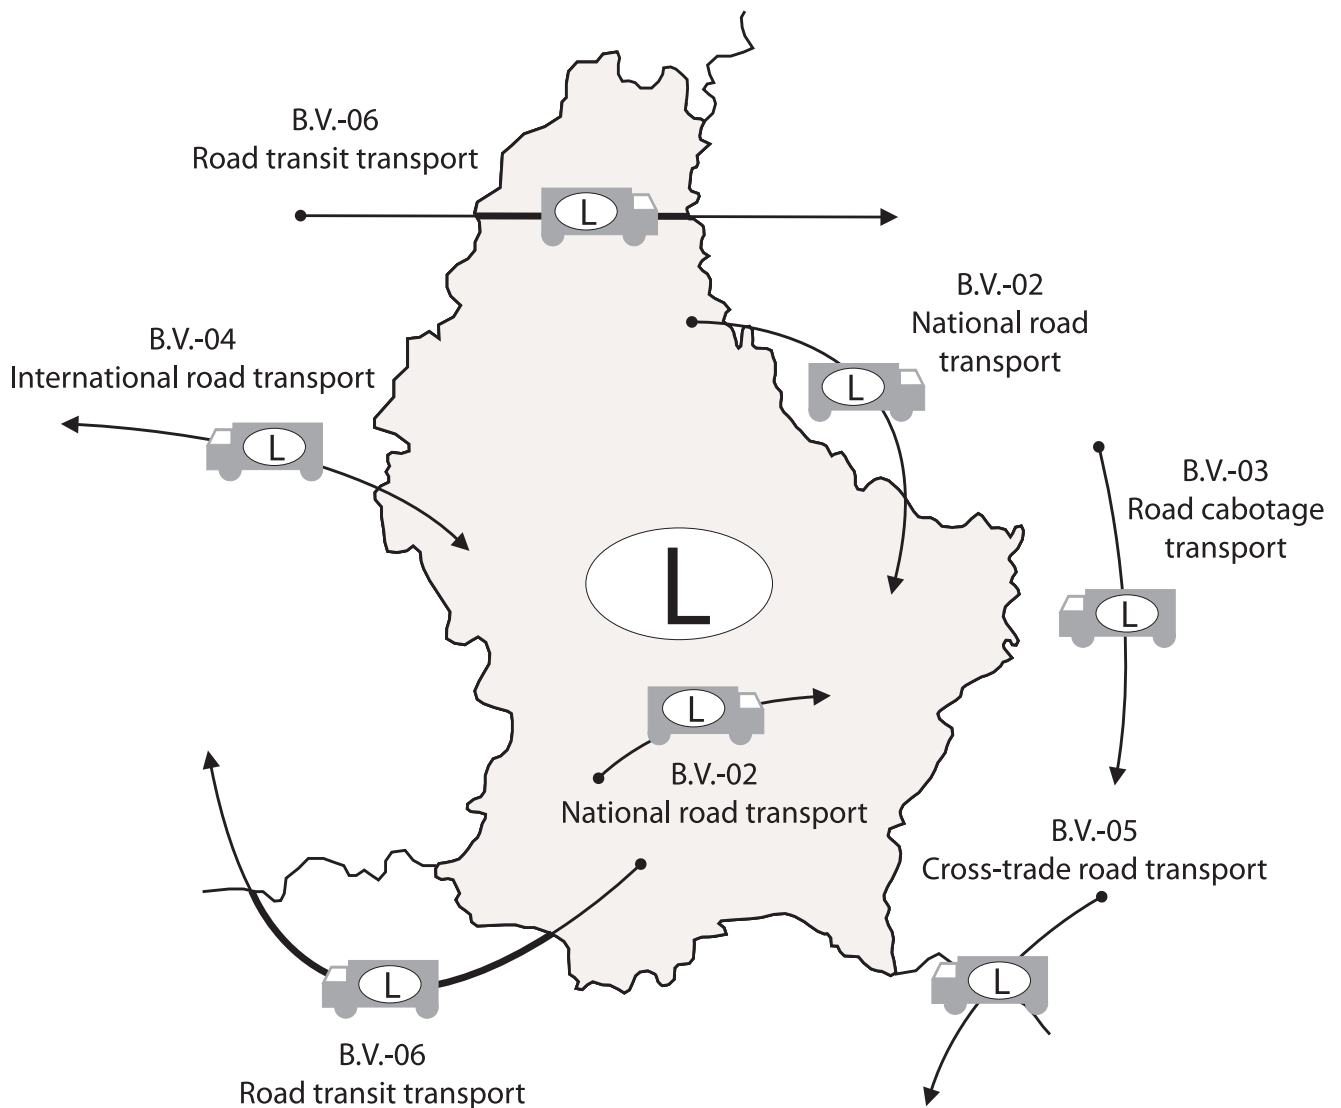 B.V.-06
Road transit transport
L
B.V.-02
National road
transport
L
B.V.-04
International road transport
L
B.V.-03
Road cabotage
transport
L
L
L
B.V.-02
National road transport
B.V.-05
Cross-trade road transport
L
L
B.V.-06
Road transit transport